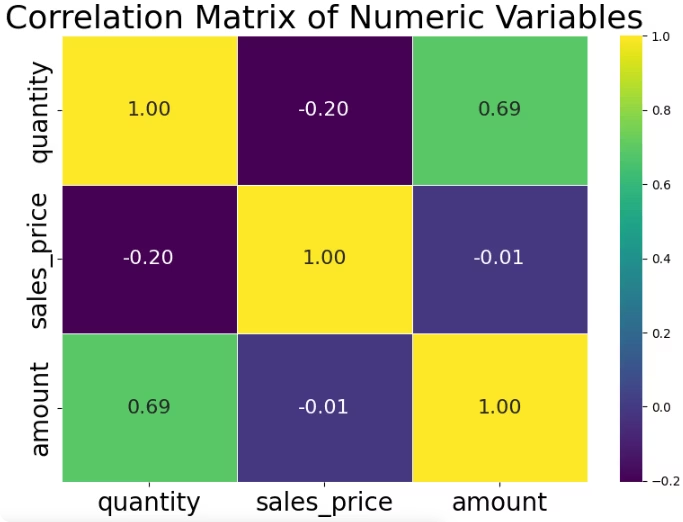 Correlation Matrix of Numeric Variables
quantity
1.00
-0.20
0.69
sales_price
-0.20
1.00
-0.01
amount
0.69
-0.01
1.00
quantity
sales_price
amount
1.0
0.8
0.6
0.4
0.2
0.0
−0.2